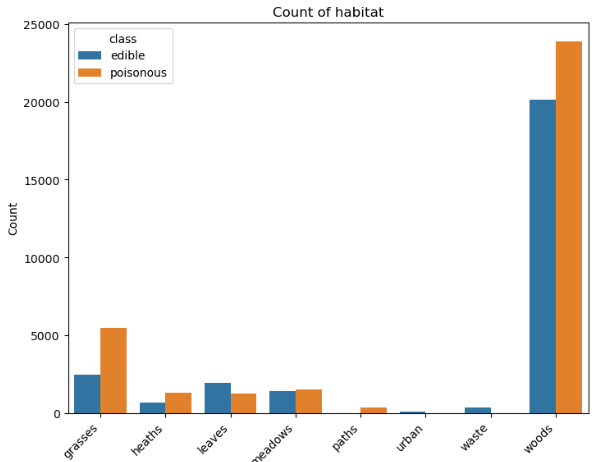 Count of habitat
25000
20000
15000
10000
5000
0
Count
class
edible
poisonous
grasses
heaths
leaves
meadows
paths
urban
waste
woods